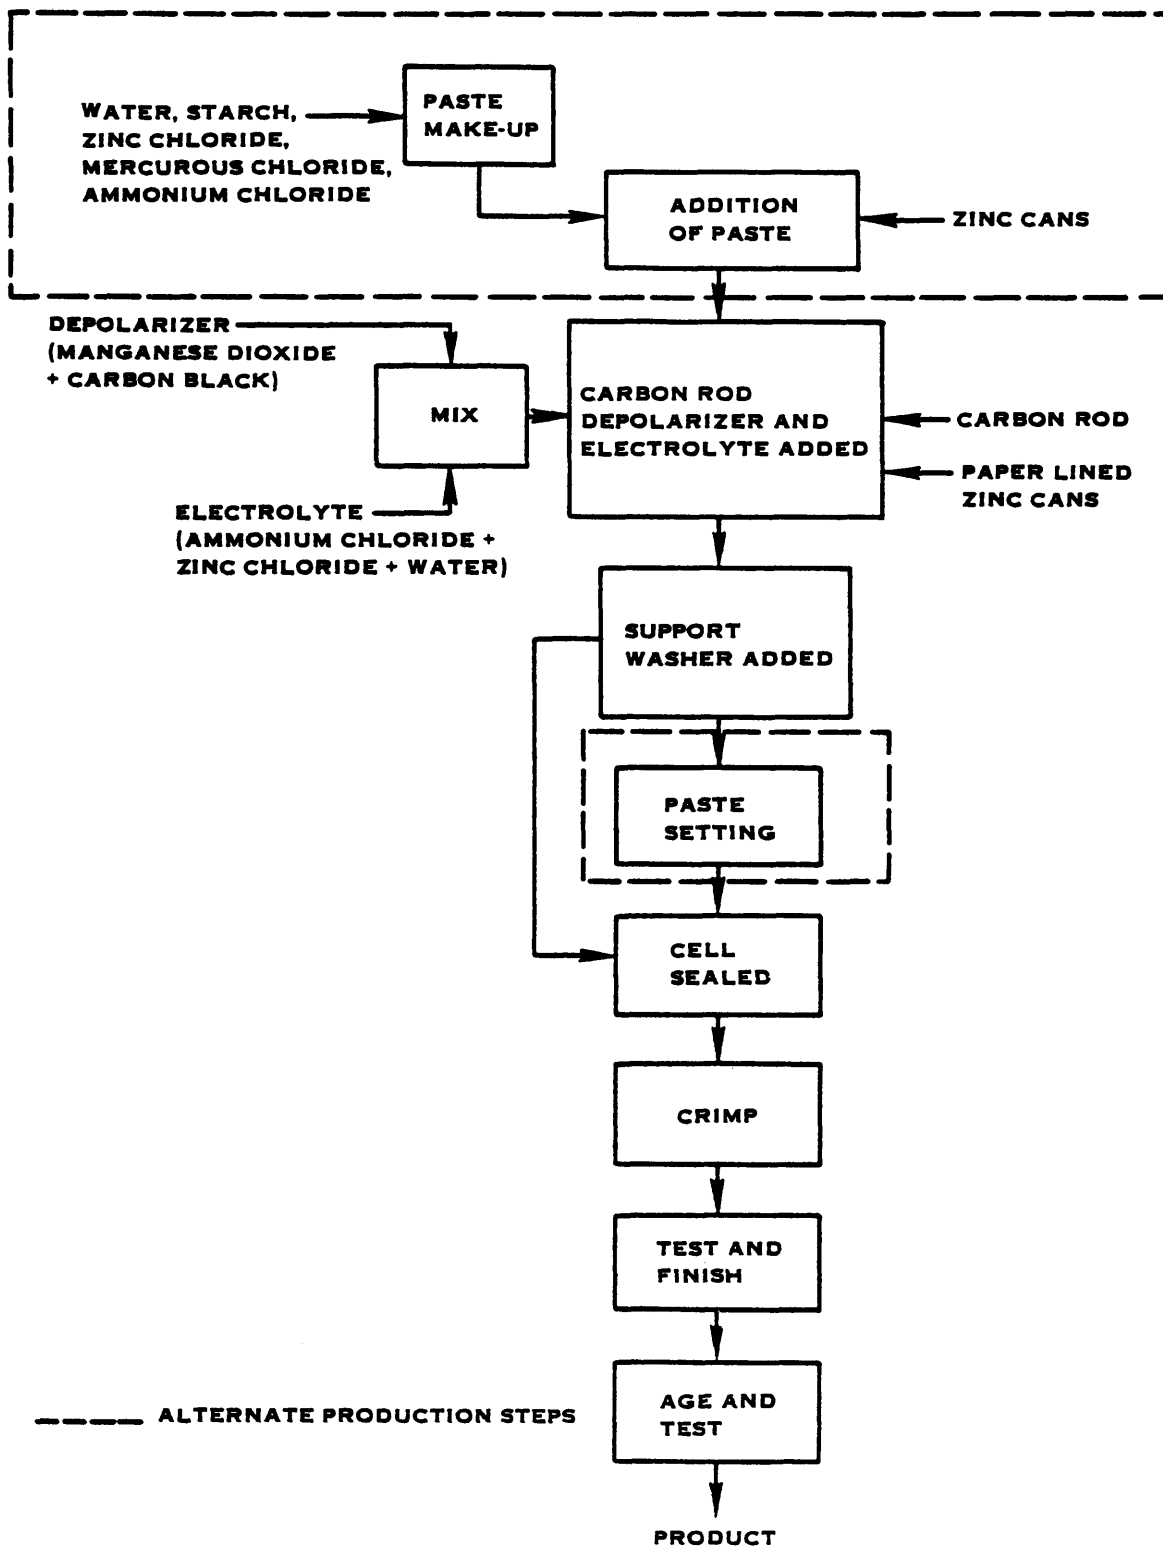 PASTE
MAKE-UP
WATER, STARCH,
ZINC CHLORIDE,
MERCUROUS CHLORIDE,
AMMONIUM CHLORIDE
ADDITION
OF PASTE
ZINC CANS
DEPOLARIZER
(MANGANESE DIOXIDE
+ CARBON BLACK)
MIX
CARBON ROD
DEPOLARIZER AND
ELECTROLYTE ADDED
CARBON ROD
PAPER LINED
ZINC CANS
ELECTROLYTE
(AMMONIUM CHLORIDE +
ZINC CHLORIDE + WATER)
SUPPORT
WASHER ADDED
PASTE
SETTING
CELL
SEALED
CRIMP
TEST AND
FINISH
AGE AND
TEST
ALTERNATE PRODUCTION STEPS
PRODUCT